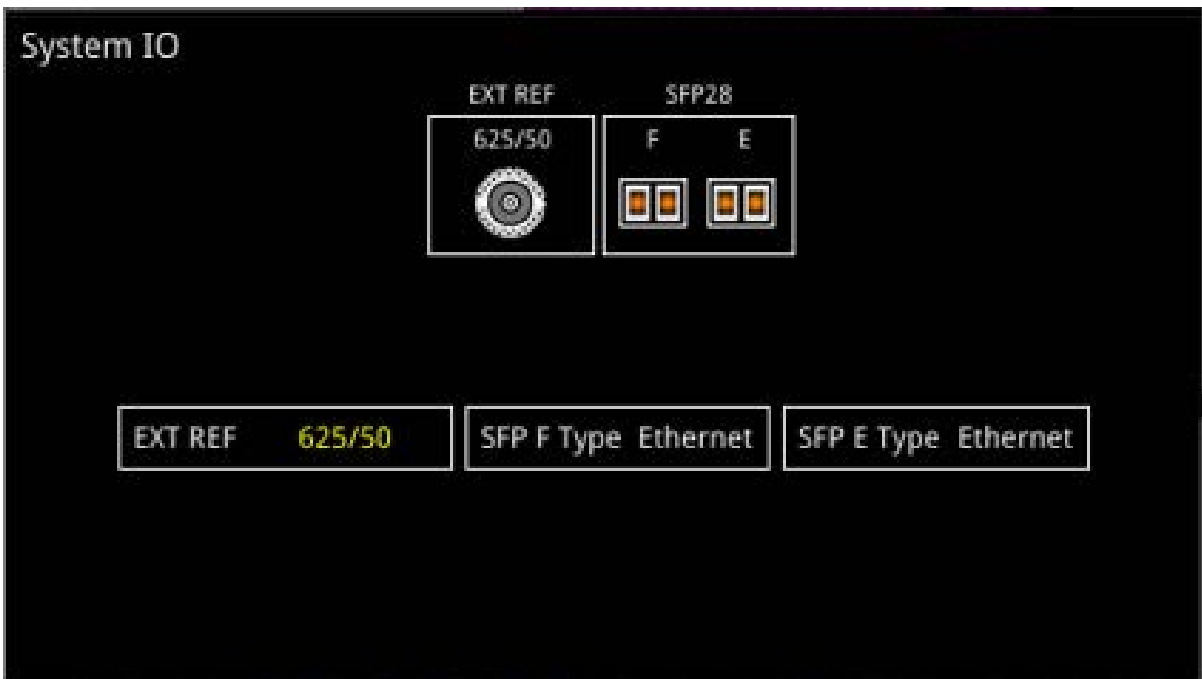 System IO
EXT REF SFP28
625/50 F E
EXT REF 625/50 SFP F Type Ethernet SFP E Type Ethernet